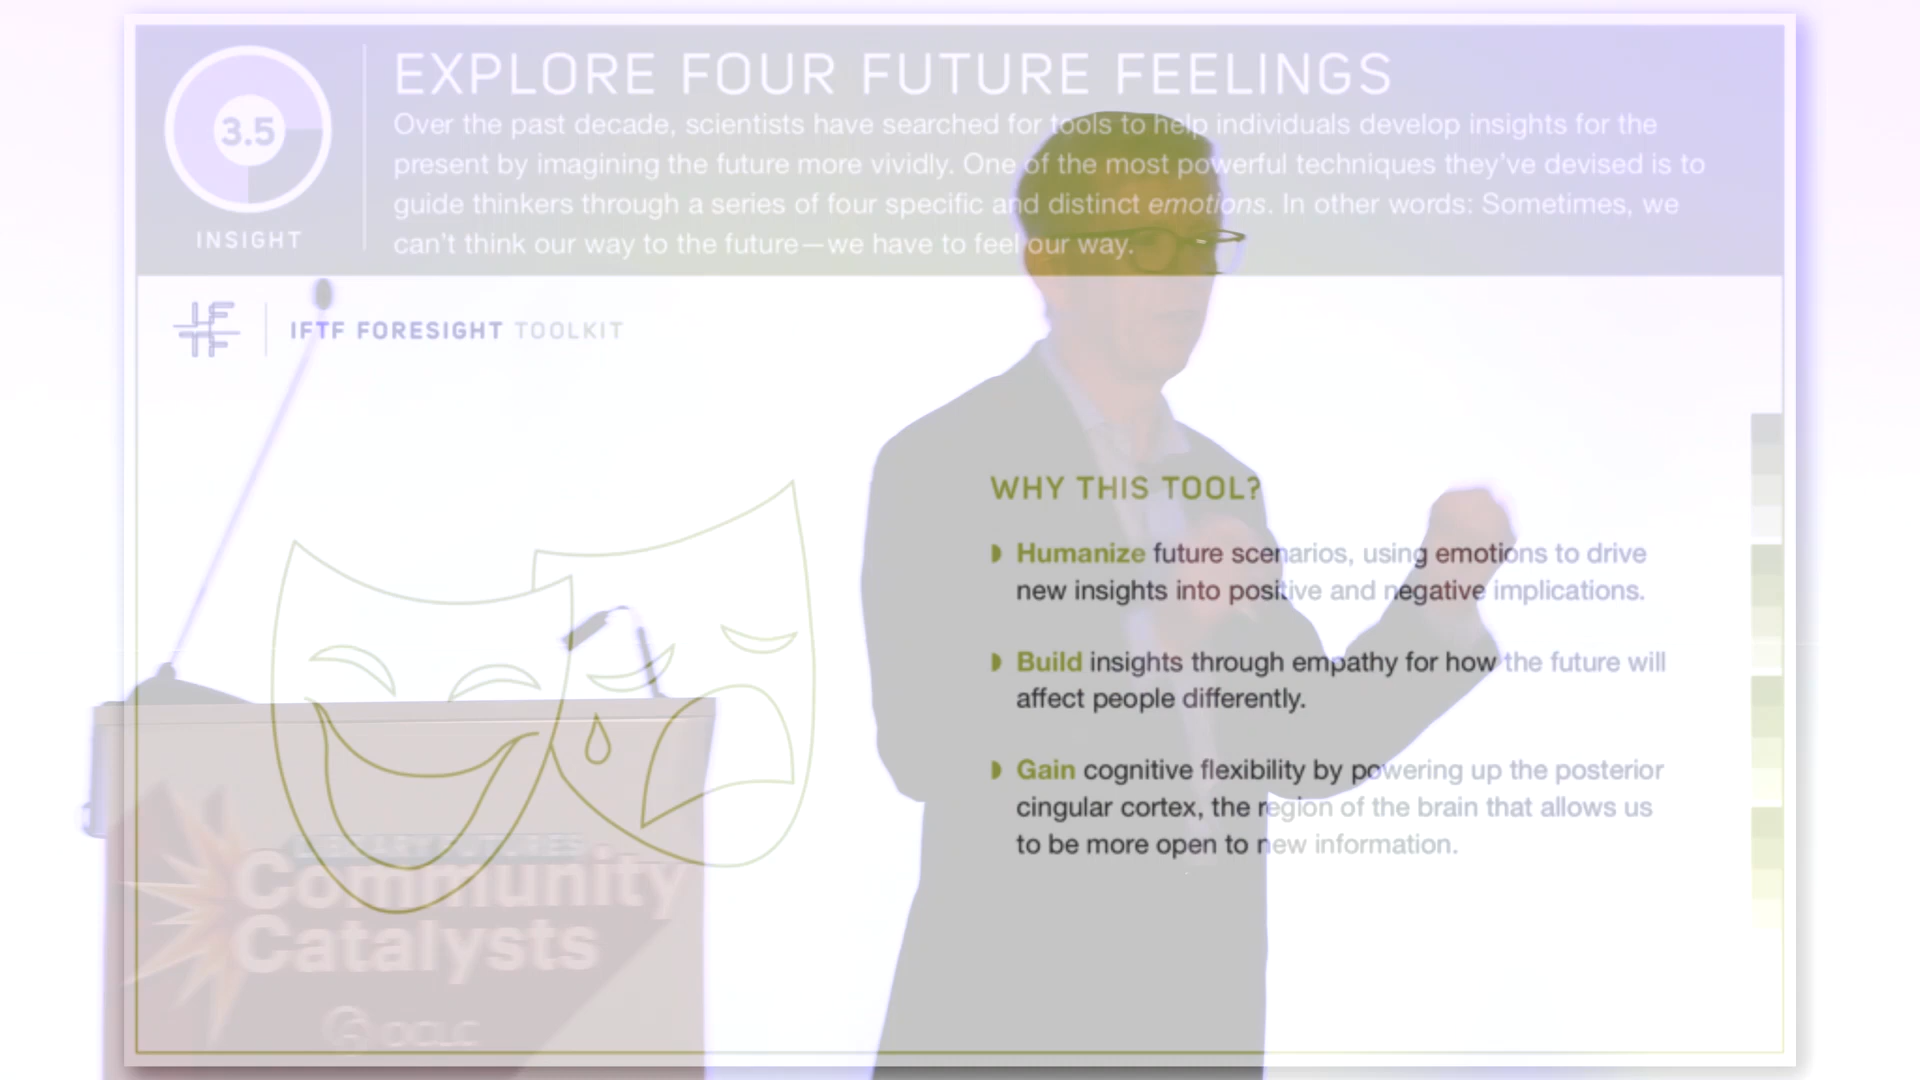 EXPLORE FOUR FUTURE FEELINGS
3.5
INSIGHT
Over the past decade, scientists have searched for tools to help individuals develop insights for the
present by imagining the future more vividly. One of the most powerful techniques they've devised is to
guide thinkers through a series of four specific and distinct emotions. In other words: Sometimes, we
can't think our way to the future—we have to feel our way.
IFTF FORESIGHT TOOLKIT
WHY THIS TOOL?
Humanize future scenarios, using emotions to drive
new insights into positive and negative implications.
Build insights through empathy for how the future will
affect people differently.
Gain cognitive flexibility by powering up the posterior
cingular cortex, the region of the brain that allows us
to be more open to new information.
LIBRARY FUTURES
Community
Catalysts
OCLC